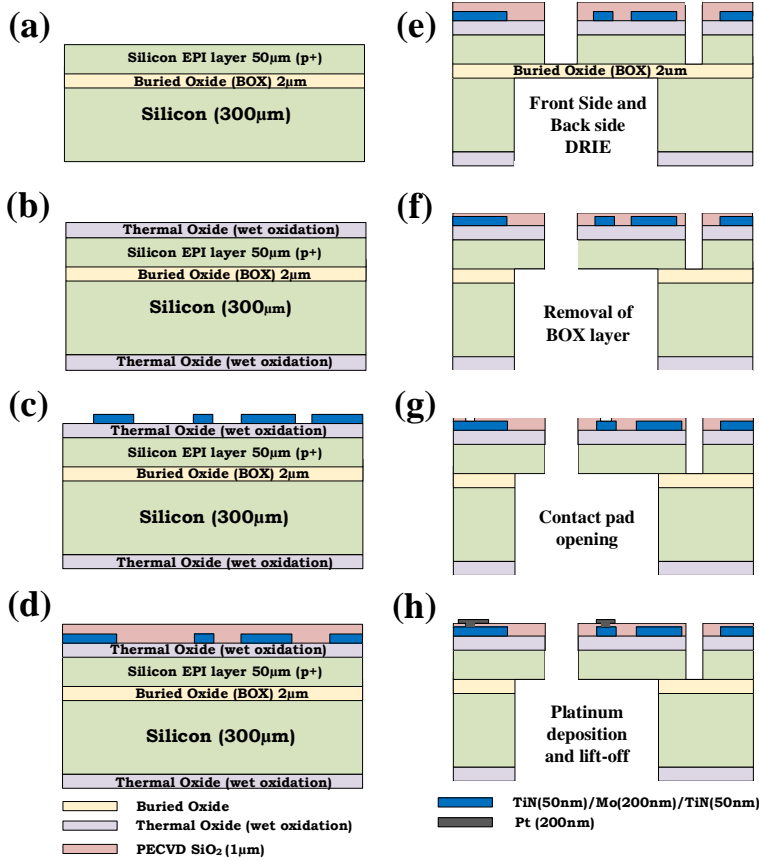 (a)
Silicon EPI layer 50µm (p+)
Buried Oxide (BOX) 2µm
Silicon (300µm)
(b)
Thermal Oxide (wet oxidation)
Silicon EPI layer 50µm (p+)
Buried Oxide (BOX) 2µm
Silicon (300µm)
Thermal Oxide (wet oxidation)
(c)
Thermal Oxide (wet oxidation)
Silicon EPI layer 50µm (p+)
Buried Oxide (BOX) 2µm
Silicon (300µm)
Thermal Oxide (wet oxidation)
(d)
Thermal Oxide (wet oxidation)
Silicon EPI layer 50µm (p+)
Buried Oxide (BOX) 2µm
Silicon (300µm)
Thermal Oxide (wet oxidation)
Buried Oxide
Thermal Oxide (wet oxidation)
PECVD SiO₂ (1µm)
(e)
Buried Oxide (BOX) 2um
Front Side and
Back side
DRIE
(f)
Removal of
BOX layer
(g)
Contact pad
opening
(h)
Platinum
deposition
and lift-off
TiN(50nm)/Mo(200nm)/TiN(50nm)
Pt (200nm)